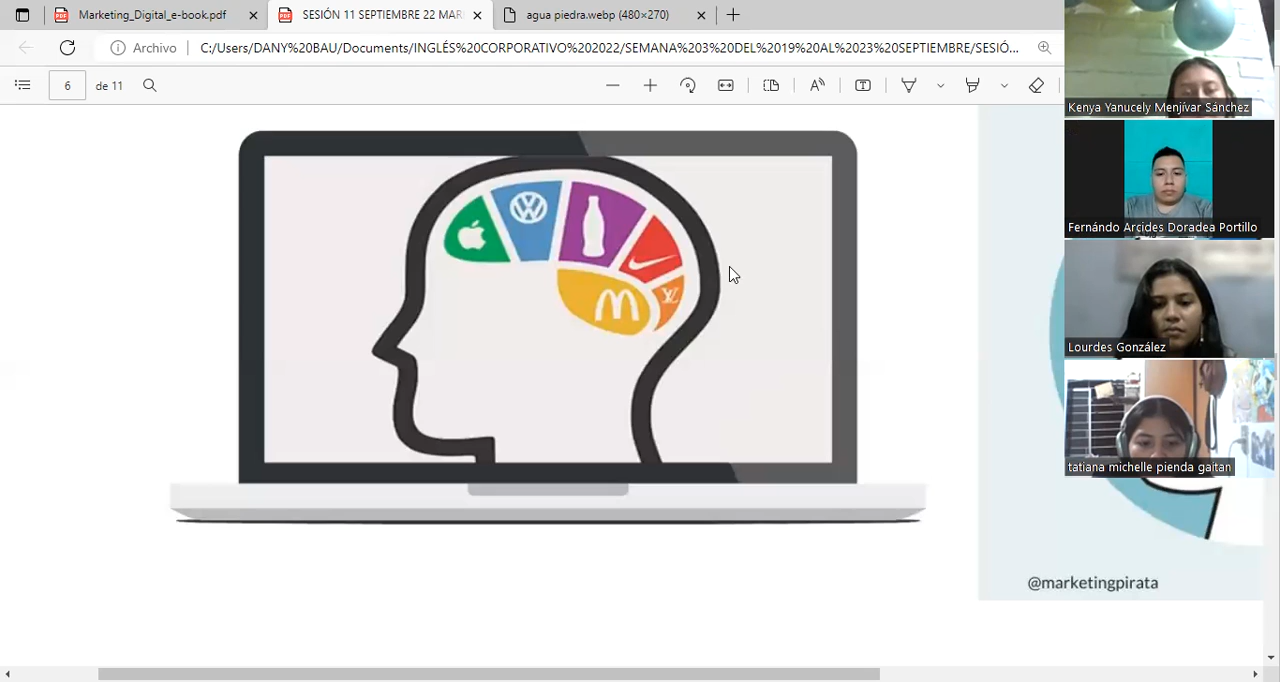 Marketing_Digital_e-book.pdf
SESIÓN 11 SEPTIEMBRE 22 MAR
agua piedra.webp (480×270)
Archivo
C:/Users/DANY%20BAU/Documents/INGLÉS%20CORPORATIVO%202022/SEMANA%203%20DEL%2019%20AL%2023%20SEPTIEMBRE/SESIÓ...
6
de 11
Kenya Yanucely Menjívar Sánchez
Fernándo Arcides Doradea Portillo
Lourdes González
tatiana michelle pienda gaitan
@marketingpirata